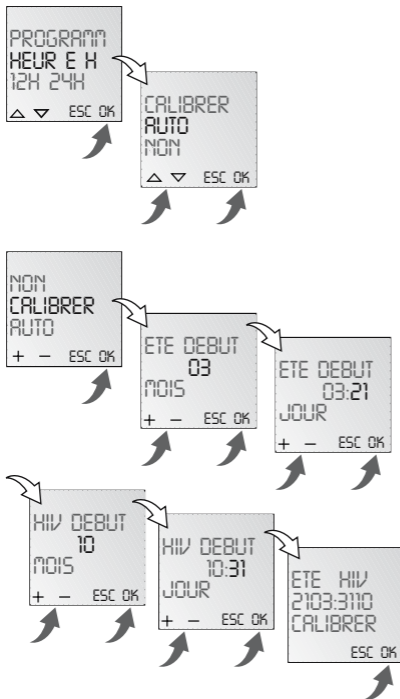 PROGRAMM
HEUR E H
12H 24H
△ ▽ ESC OK
CALIBRER
AUTO
NON
△ ▽ ESC OK
NON
CALIBRER
AUTO
+ − ESC OK
ETE DEBUT
03
MOIS
+ − ESC OK
ETE DEBUT
03:21
JOUR
+ − ESC OK
HIV DEBUT
10
MOIS
+ − ESC OK
HIV DEBUT
10:31
JOUR
+ − ESC OK
ETE HIV
2103:3110
CALIBRER
ESC OK